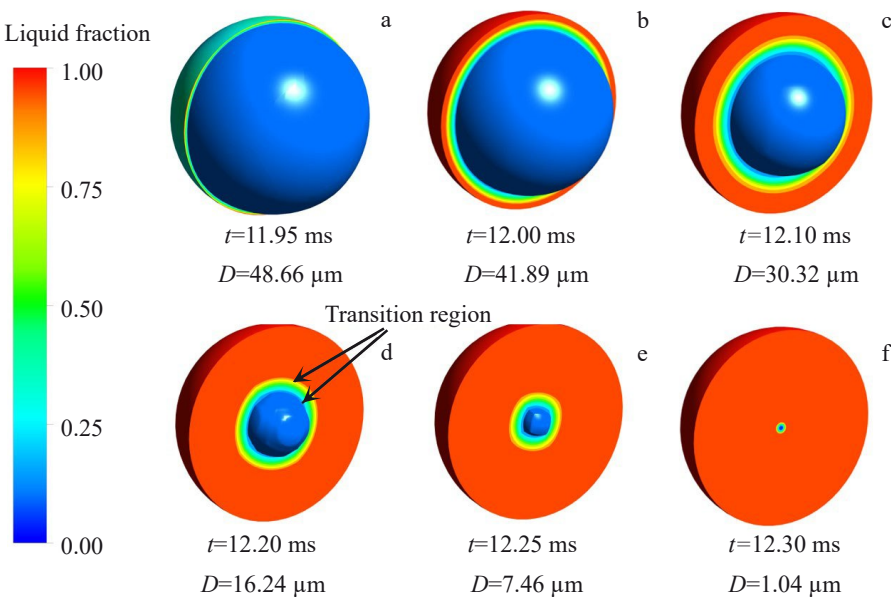 Liquid fraction
1.00
0.75
0.50
0.25
0.00
a
t=11.95 ms
D=48.66 µm
b
t=12.00 ms
D=41.89 µm
c
t=12.10 ms
D=30.32 µm
Transition region
d
t=12.20 ms
D=16.24 µm
e
t=12.25 ms
D=7.46 µm
f
t=12.30 ms
D=1.04 µm